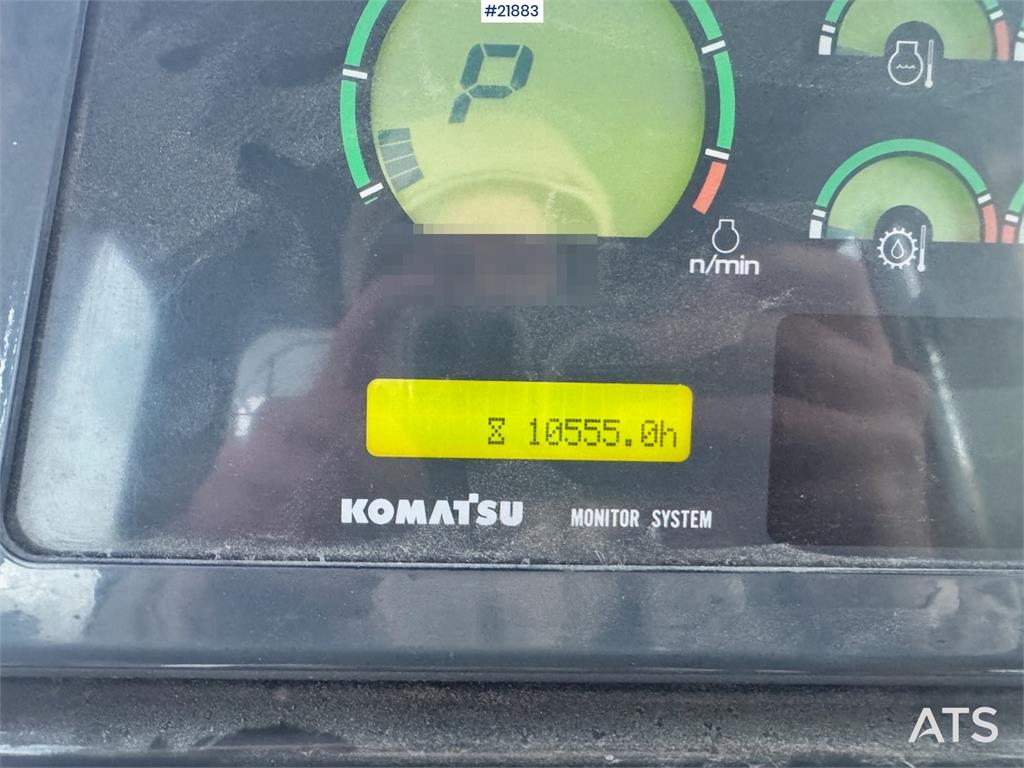 #21883
P
n/min
10555.0h
KOMATSU MONITOR SYSTEM
ATS